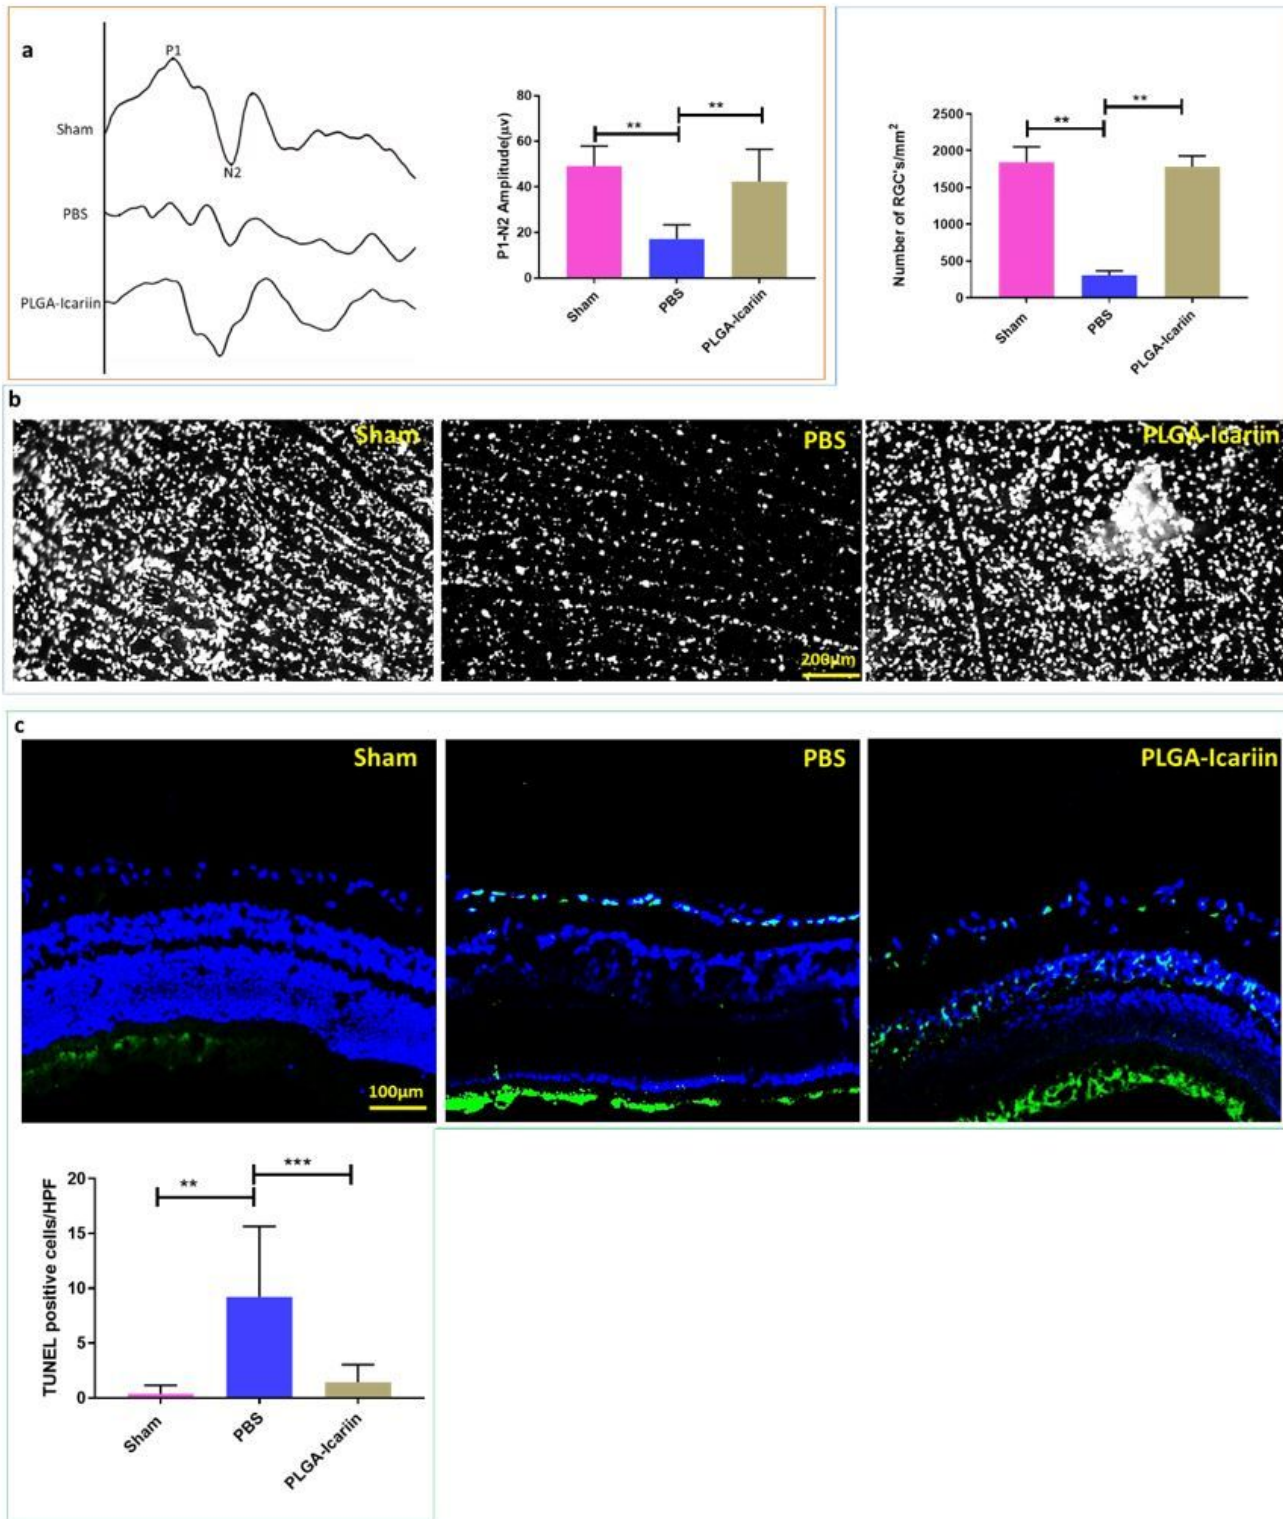 a
P1
Sham
N2
PBS
PLGA-Icariin
P1-N2 Amplitude(μv)
80
60
40
20
0
**
**
Sham
PBS
PLGA-Icariin
Number of RGC's/mm2
2500
2000
1500
1000
500
0
**
**
Sham
PBS
PLGA-Icariin
b
Sham
PBS
PLGA-Icariin
200μm
c
Sham
PBS
PLGA-Icariin
100μm
TUNEL positive cells/HPF
20
15
10
5
0
**
***
Sham
PBS
PLGA-Icariin